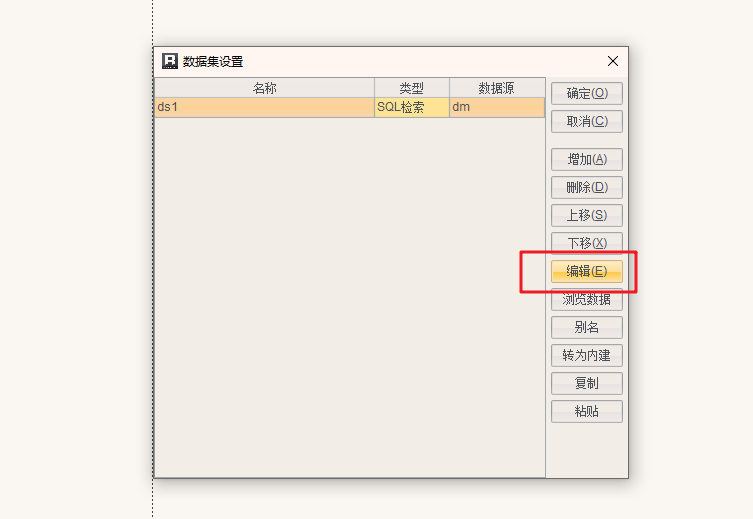 数据集设置
名称 类型 数据源
ds1 SQL检索 dm
确定(O)
取消(C)
增加(A)
删除(D)
上移(S)
下移(X)
编辑(E)
浏览数据
别名
转为内建
复制
粘贴